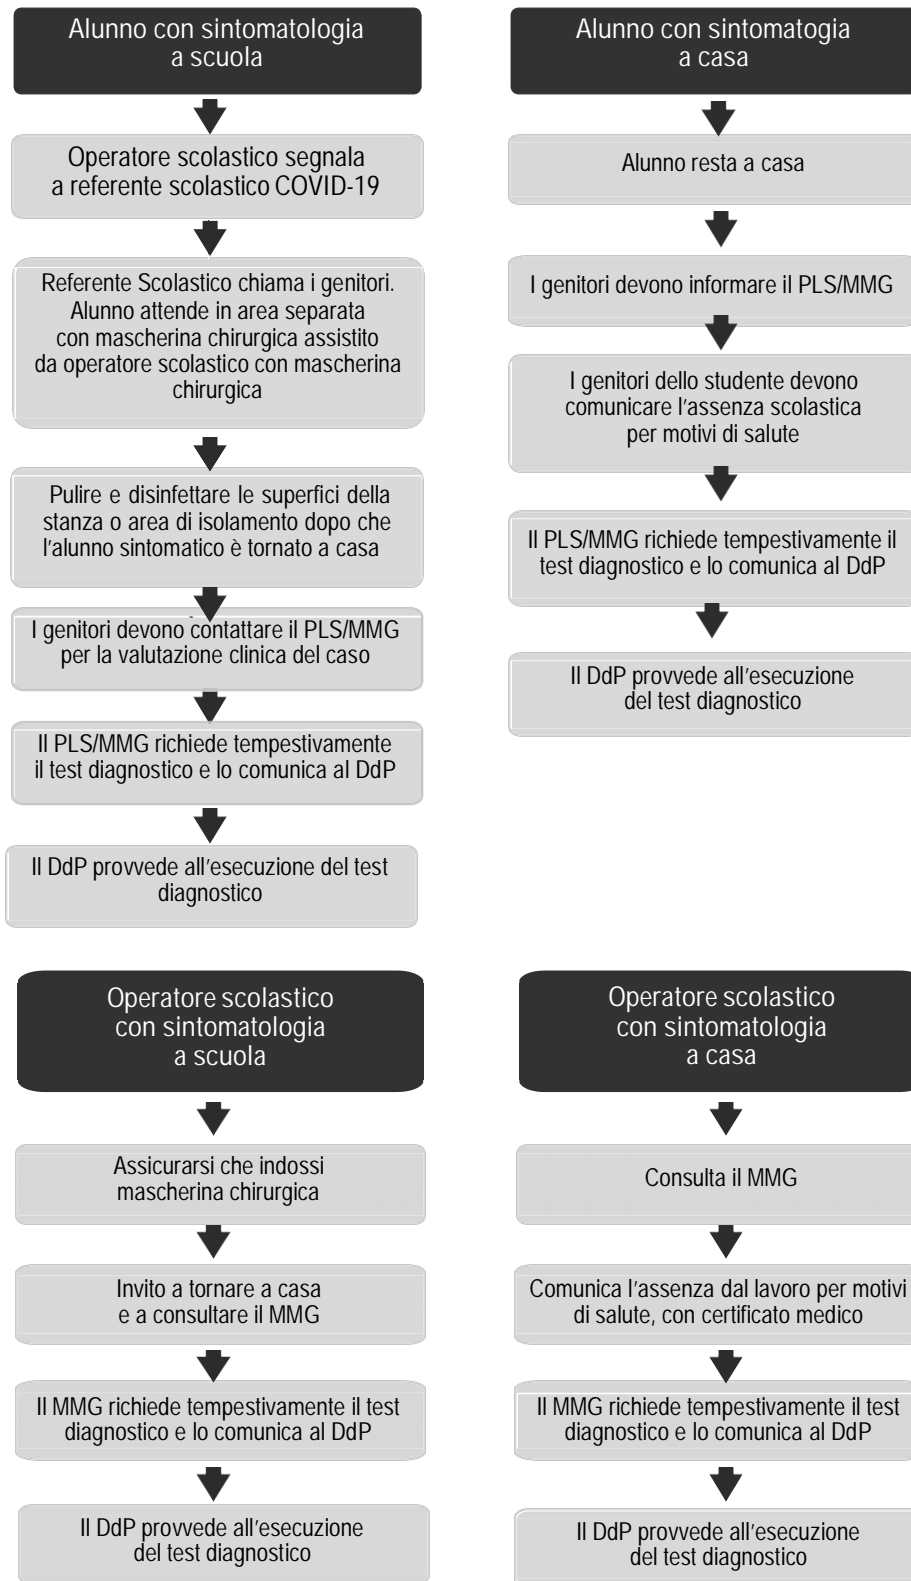 Alunno con sintomatologia
a scuola
Operatore scolastico segnala
a referente scolastico COVID-19
Referente Scolastico chiama i genitori.
Alunno attende in area separata
con mascherina chirurgica assistito
da operatore scolastico con mascherina
chirurgica
Pulire e disinfettare le superfici della
stanza o area di isolamento dopo che
l'alunno sintomatico è tornato a casa
I genitori devono contattare il PLS/MMG
per la valutazione clinica del caso
Il PLS/MMG richiede tempestivamente
il test diagnostico e lo comunica al DdP
Il DdP provvede all'esecuzione del test
diagnostico
Alunno con sintomatogia
a casa
Alunno resta a casa
I genitori devono informare il PLS/MMG
I genitori dello studente devono
comunicare l'assenza scolastica
per motivi di salute
Il PLS/MMG richiede tempestivamente il
test diagnostico e lo comunica al DdP
Il DdP provvede all'esecuzione
del test diagnostico
Operatore scolastico
con sintomatologia
a scuola
Assicurarsi che indossi
mascherina chirurgica
Invito a tornare a casa
e a consultare il MMG
Il MMG richiede tempestivamente il test
diagnostico e lo comunica al DdP
Il DdP provvede all'esecuzione
del test diagnostico
Operatore scolastico
con sintomatologia
a casa
Consulta il MMG
Comunica l'assenza dal lavoro per motivi
di salute, con certificato medico
Il MMG richiede tempestivamente il test
diagnostico e lo comunica al DdP
Il DdP provvede all'esecuzione
del test diagnostico